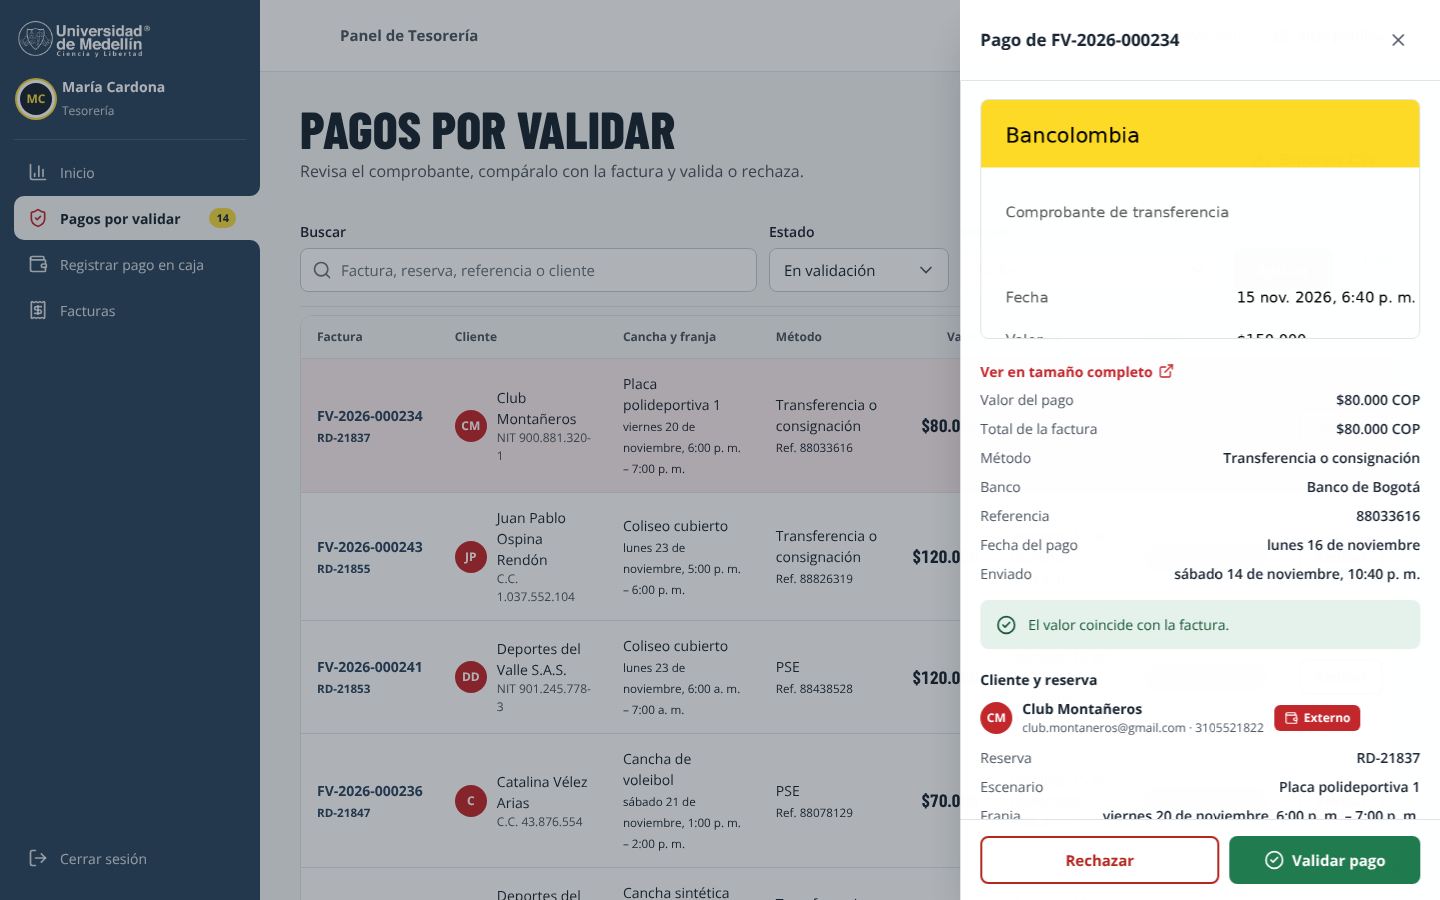 Universidad®
de Medellín
Ciencia y Libertad
MC
María Cardona
Tesorería
Inicio
Pagos por validar
14
Registrar pago en caja
Facturas
Cerrar sesión
Panel de Tesorería
PAGOS POR VALIDAR
Revisa el comprobante, compáralo con la factura y valida o rechaza.
Buscar
Estado
Factura, reserva, referencia o cliente
En validación
Factura Cliente Cancha y franja Método
FV-2026-000234
RD-21837
CM
Club
Montañeros
NIT 900.881.320-
1
Placa
polideportiva 1
viernes 20 de
noviembre, 6:00 p. m.
– 7:00 p. m.
Transferencia o
consignación
Ref. 88033616
$80.0
FV-2026-000243
RD-21855
JP
Juan Pablo
Ospina
Rendón
C.C.
1.037.552.104
Coliseo cubierto
lunes 23 de
noviembre, 5:00 p. m.
– 6:00 p. m.
Transferencia o
consignación
Ref. 88826319
$120.0
FV-2026-000241
RD-21853
DD
Deportes del
Valle S.A.S.
NIT 901.245.778-
3
Coliseo cubierto
lunes 23 de
noviembre, 6:00 a. m.
– 7:00 a. m.
PSE
Ref. 88438528
$120.0
FV-2026-000236
RD-21847
C
Catalina Vélez
Arias
C.C. 43.876.554
Cancha de
voleibol
sábado 21 de
noviembre, 1:00 p. m.
– 2:00 p. m.
PSE
Ref. 88078129
$70.0
Deportes del
Cancha sintética
Pago de FV-2026-000234
Bancolombia
Comprobante de transferencia
Fecha 15 nov. 2026, 6:40 p. m.
Valor $150.000
Ver en tamaño completo
Valor del pago $80.000 COP
Total de la factura $80.000 COP
Método Transferencia o consignación
Banco Banco de Bogotá
Referencia 88033616
Fecha del pago lunes 16 de noviembre
Enviado sábado 14 de noviembre, 10:40 p. m.
El valor coincide con la factura.
Cliente y reserva
CM
Club Montañeros
club.montaneros@gmail.com · 3105521822
Externo
Reserva RD-21837
Escenario Placa polideportiva 1
Franja viernes 20 de noviembre, 6:00 p. m. – 7:00 p. m.
Rechazar
Validar pago